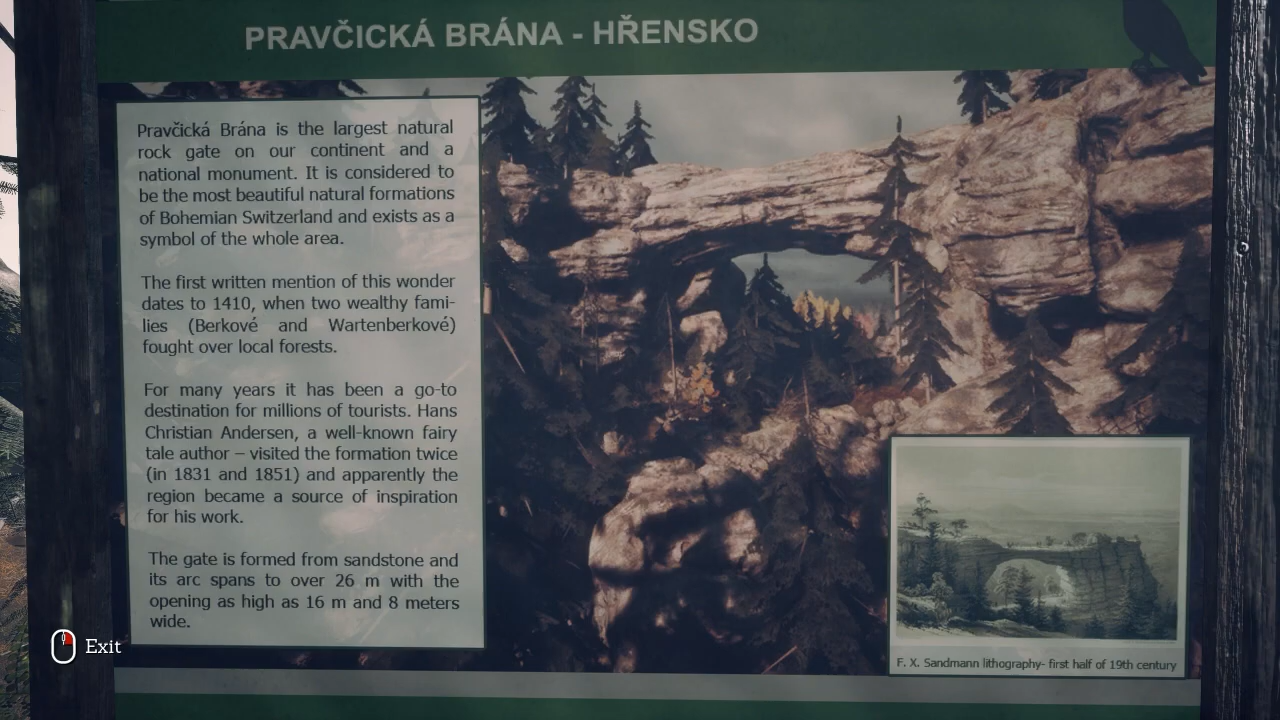 PRAVČICKÁ BRÁNA - HŘENSKO
Pravčická Brána is the largest natural
rock gate on our continent and a
national monument. It is considered to
be the most beautiful natural formations
of Bohemian Switzerland and exists as a
symbol of the whole area.
The first written mention of this wonder
dates to 1410, when two wealthy fami-
lies (Berkové and Wartenberkové)
fought over local forests.
For many years it has been a go-to
destination for millions of tourists. Hans
Christian Andersen, a well-known fairy
tale author – visited the formation twice
(in 1831 and 1851) and apparently the
region became a source of inspiration
for his work.
The gate is formed from sandstone and
its arc spans to over 26 m with the
opening as high as 16 m and 8 meters
wide.
F. X. Sandmann lithography- first half of 19th century
Exit